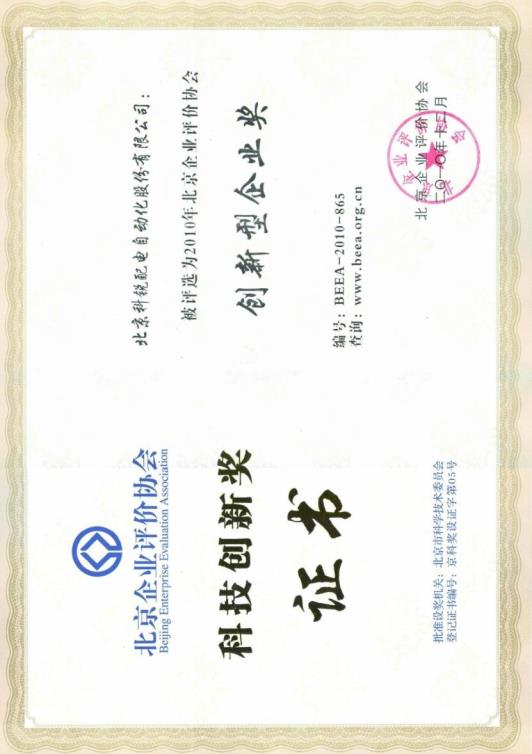 北京企业评价协会
Beijing Enterprise Evaluation Association
科技创新奖
证书
批准设奖机关：北京市科学技术委员会
登记证书编号：京科奖设证字第05号
北京科锐配电自动化股份有限公司：
被评选为2010年北京企业评价协会
创新型企业奖
编号：BEEA-2010-865
查询：www.beea.org.cn
北京企业评价协会
二〇一〇年十二月